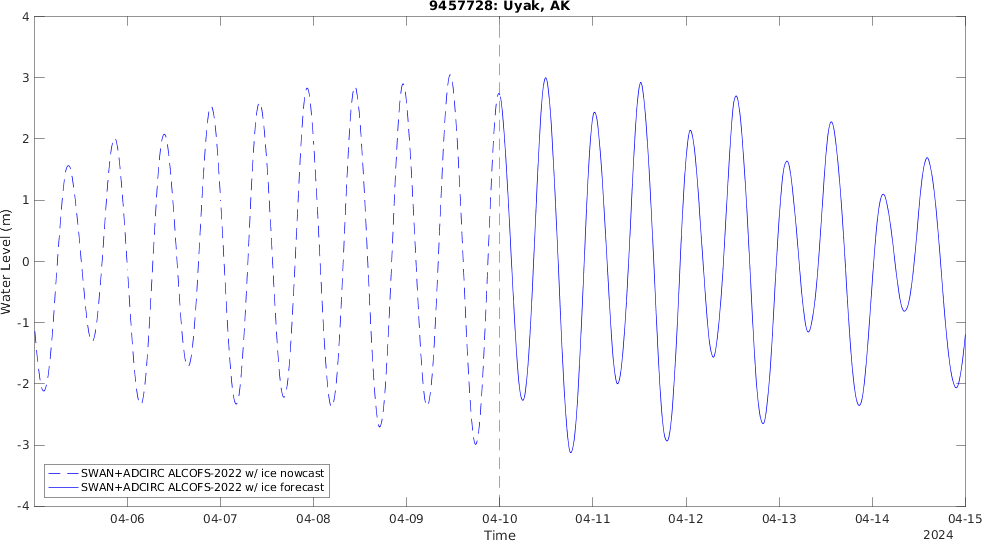 9457728: Uyak, AK
4
3
2
1
0
-1
-2
-3
-4
Water Level (m)
SWAN+ADCIRC ALCOFS-2022 w/ ice nowcast
SWAN+ADCIRC ALCOFS-2022 w/ ice forecast
04-06 04-07 04-08 04-09 04-10 04-11 04-12 04-13 04-14 04-15
Time
2024